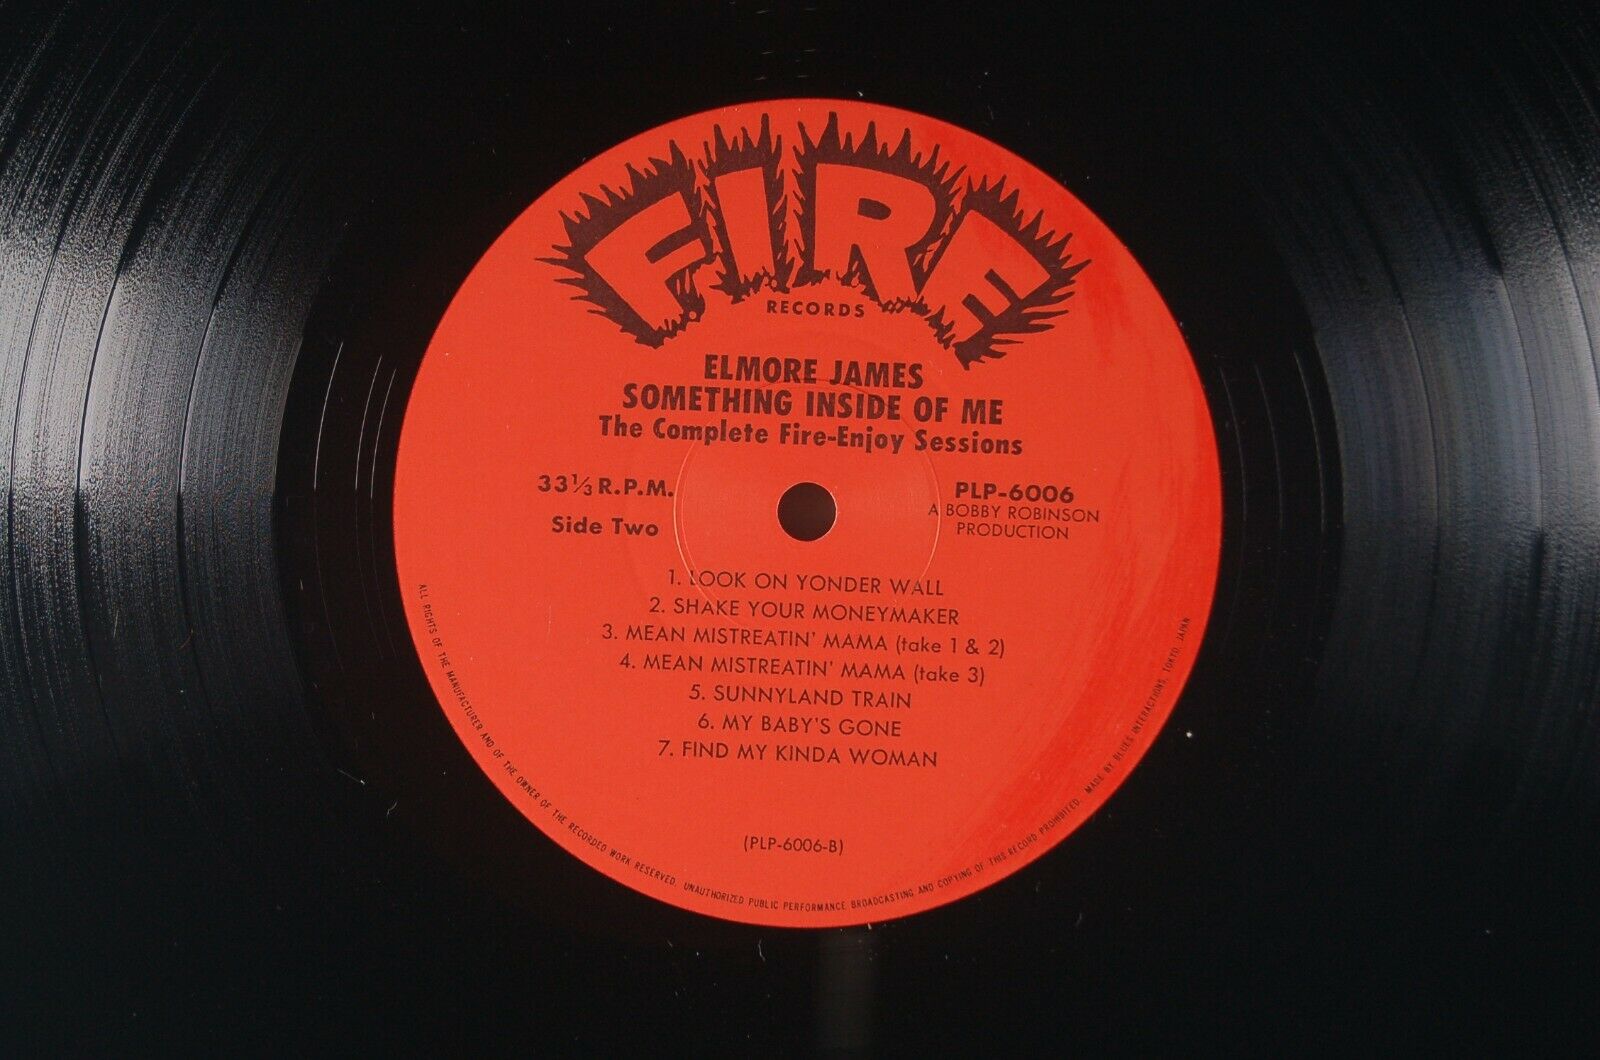 FIRE
RECORDS
ELMORE JAMES
SOMETHING INSIDE OF ME
The Complete Fire-Enjoy Sessions
33⅓ R.P.M.
Side Two
PLP-6006
A BOBBY ROBINSON
PRODUCTION
1. LOOK ON YONDER WALL
2. SHAKE YOUR MONEYMAKER
3. MEAN MISTREATIN' MAMA (take 1 & 2)
4. MEAN MISTREATIN' MAMA (take 3)
5. SUNNYLAND TRAIN
6. MY BABY'S GONE
7. FIND MY KINDA WOMAN
(PLP-6006-B)
ALL RIGHTS OF THE MANUFACTURER AND OF THE OWNER OF THE RECORDED WORK RESERVED. UNAUTHORIZED PUBLIC PERFORMANCE BROADCASTING AND COPYING OF THIS RECORD PROHIBITED. MADE BY BLUES INTERACTIONS, TOKYO, JAPAN